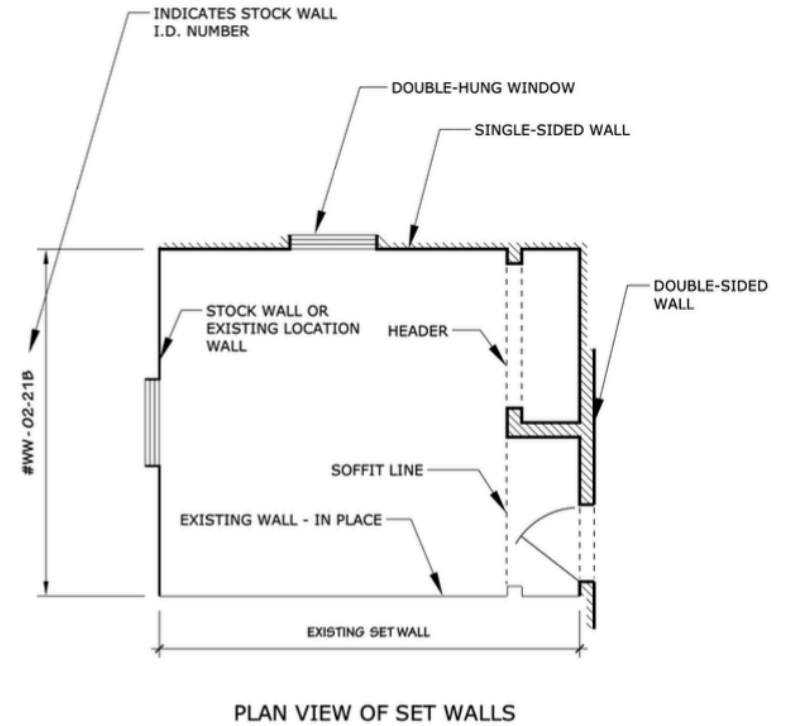 INDICATES STOCK WALL
I.D. NUMBER
DOUBLE-HUNG WINDOW
SINGLE-SIDED WALL
DOUBLE-SIDED
WALL
STOCK WALL OR
EXISTING LOCATION
WALL
HEADER
#WW-02-21B
SOFFIT LINE
EXISTING WALL - IN PLACE
EXISTING SET WALL
PLAN VIEW OF SET WALLS